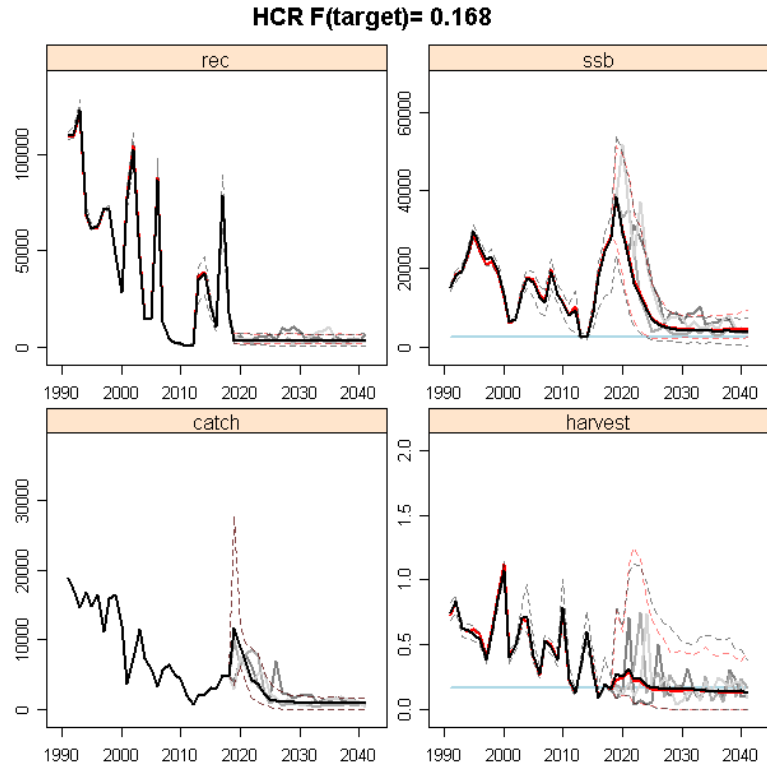 HCR F(target)= 0.168
rec
ssb
0 50000 100000
0 20000 40000 60000
1990 2000 2010 2020 2030 2040
1990 2000 2010 2020 2030 2040
catch
harvest
0 10000 20000 30000
0.0 0.5 1.0 1.5 2.0
1990 2000 2010 2020 2030 2040
1990 2000 2010 2020 2030 2040